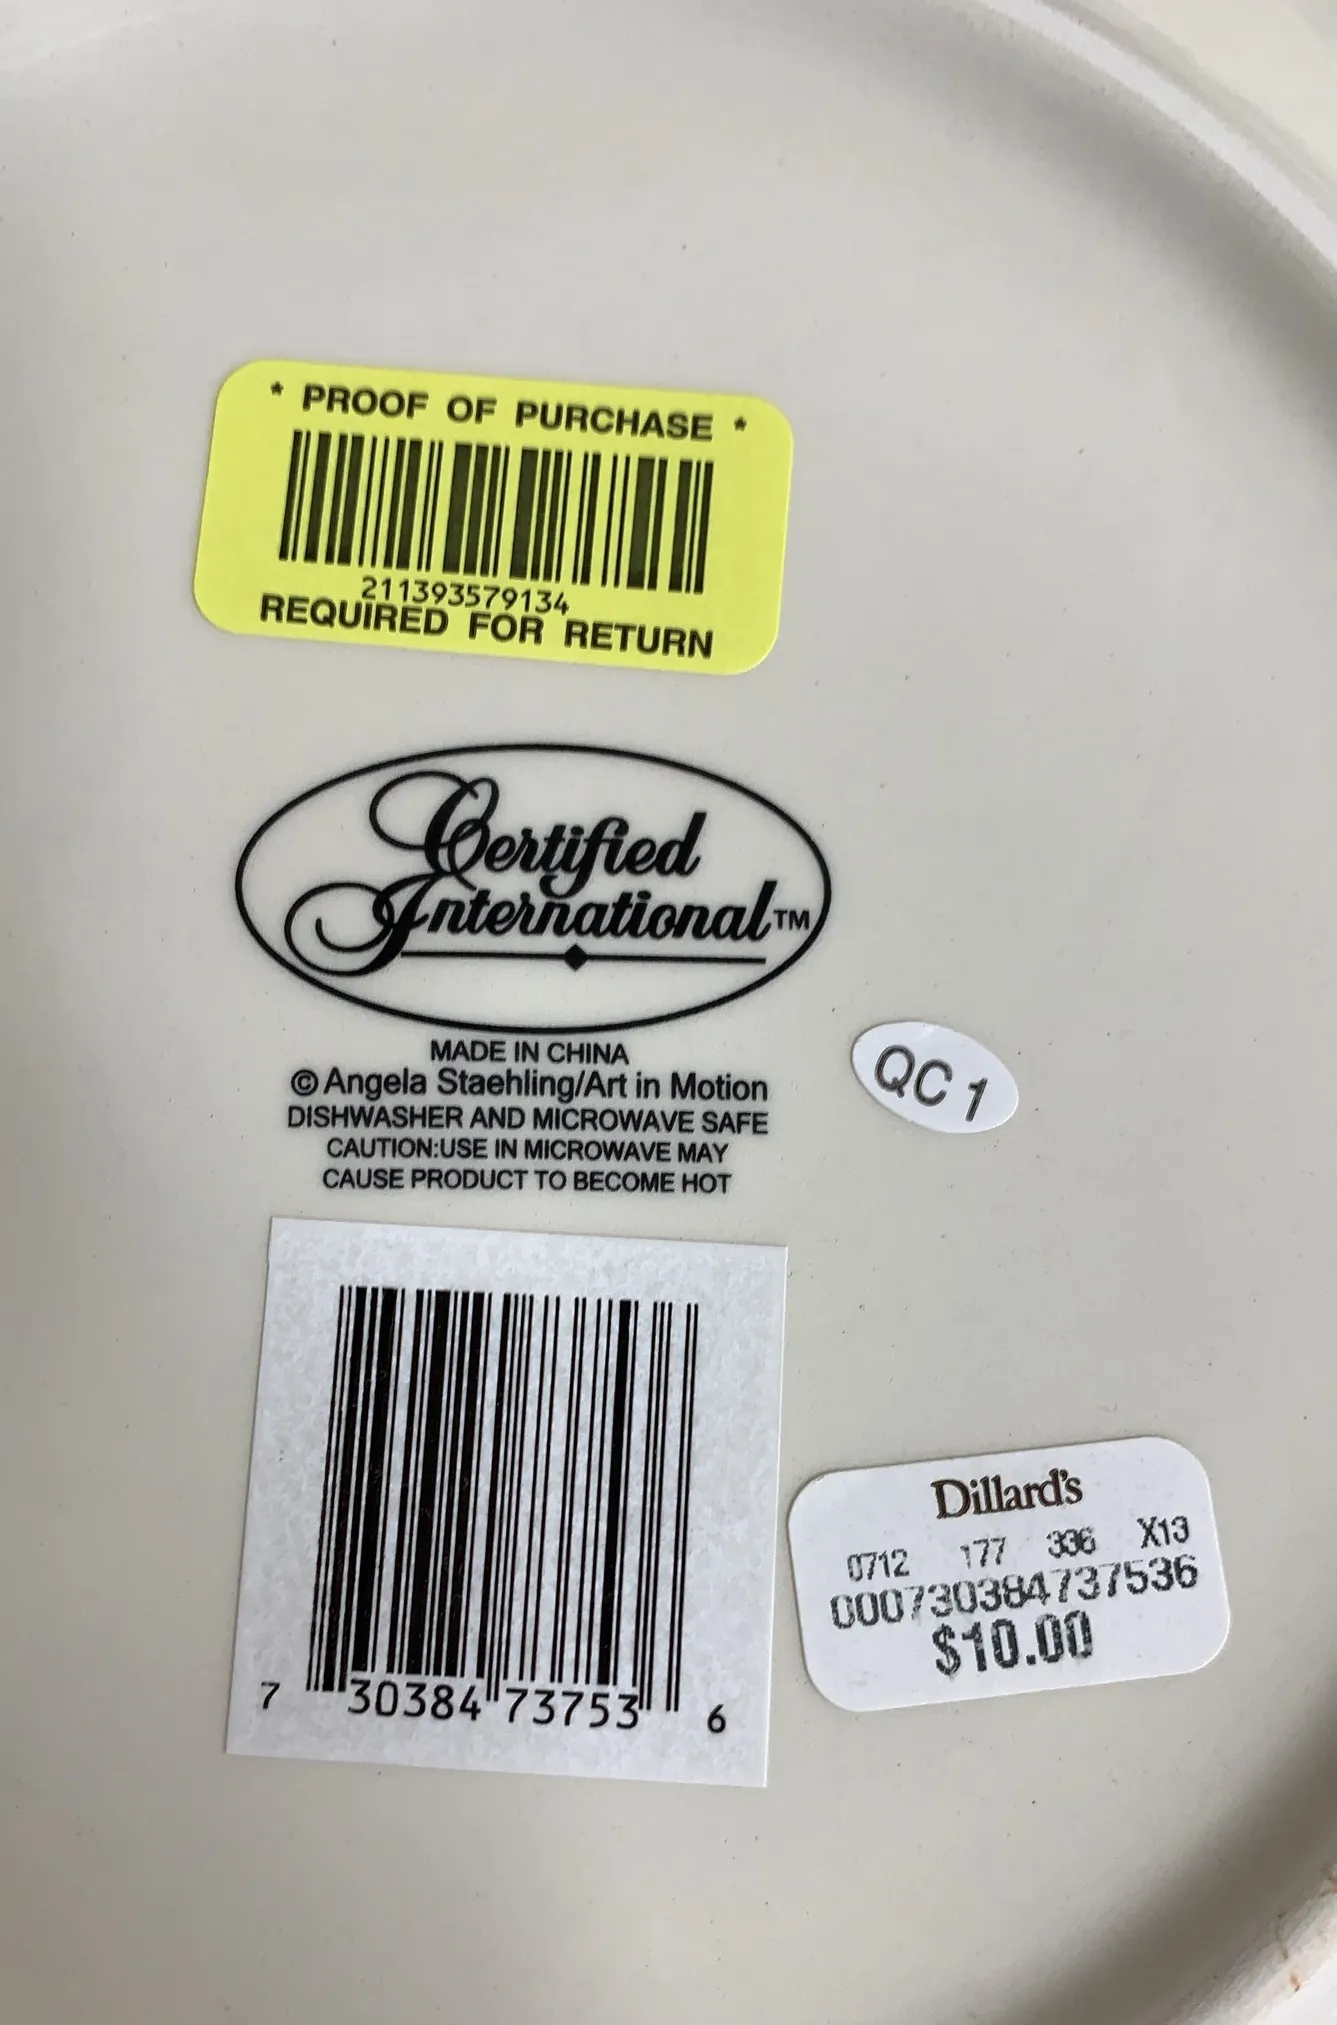 * PROOF OF PURCHASE *
211393579134
REQUIRED FOR RETURN
Certified
International™
MADE IN CHINA
© Angela Staehling/Art in Motion
DISHWASHER AND MICROWAVE SAFE
CAUTION:USE IN MICROWAVE MAY
CAUSE PRODUCT TO BECOME HOT
QC 1
7 30384 73753 6
Dillard's
0712 177 336 X13
000730384737536
$10.00